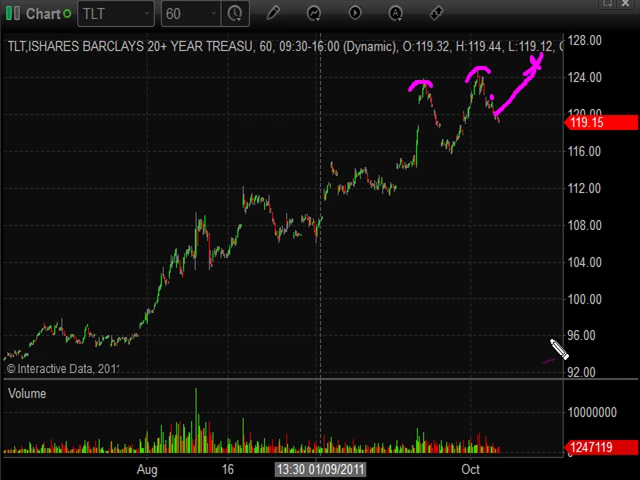 Chart TLT 60
TLT,ISHARES BARCLAYS 20+ YEAR TREASU, 60, 09:30-16:00 (Dynamic), O:119.32, H:119.44, L:119.12,
128.00
124.00
120.00
119.15
116.00
112.00
108.00
104.00
100.00
96.00
92.00
© Interactive Data, 2011
Volume
10000000
1247119
Aug 16 13:30 01/09/2011 Oct